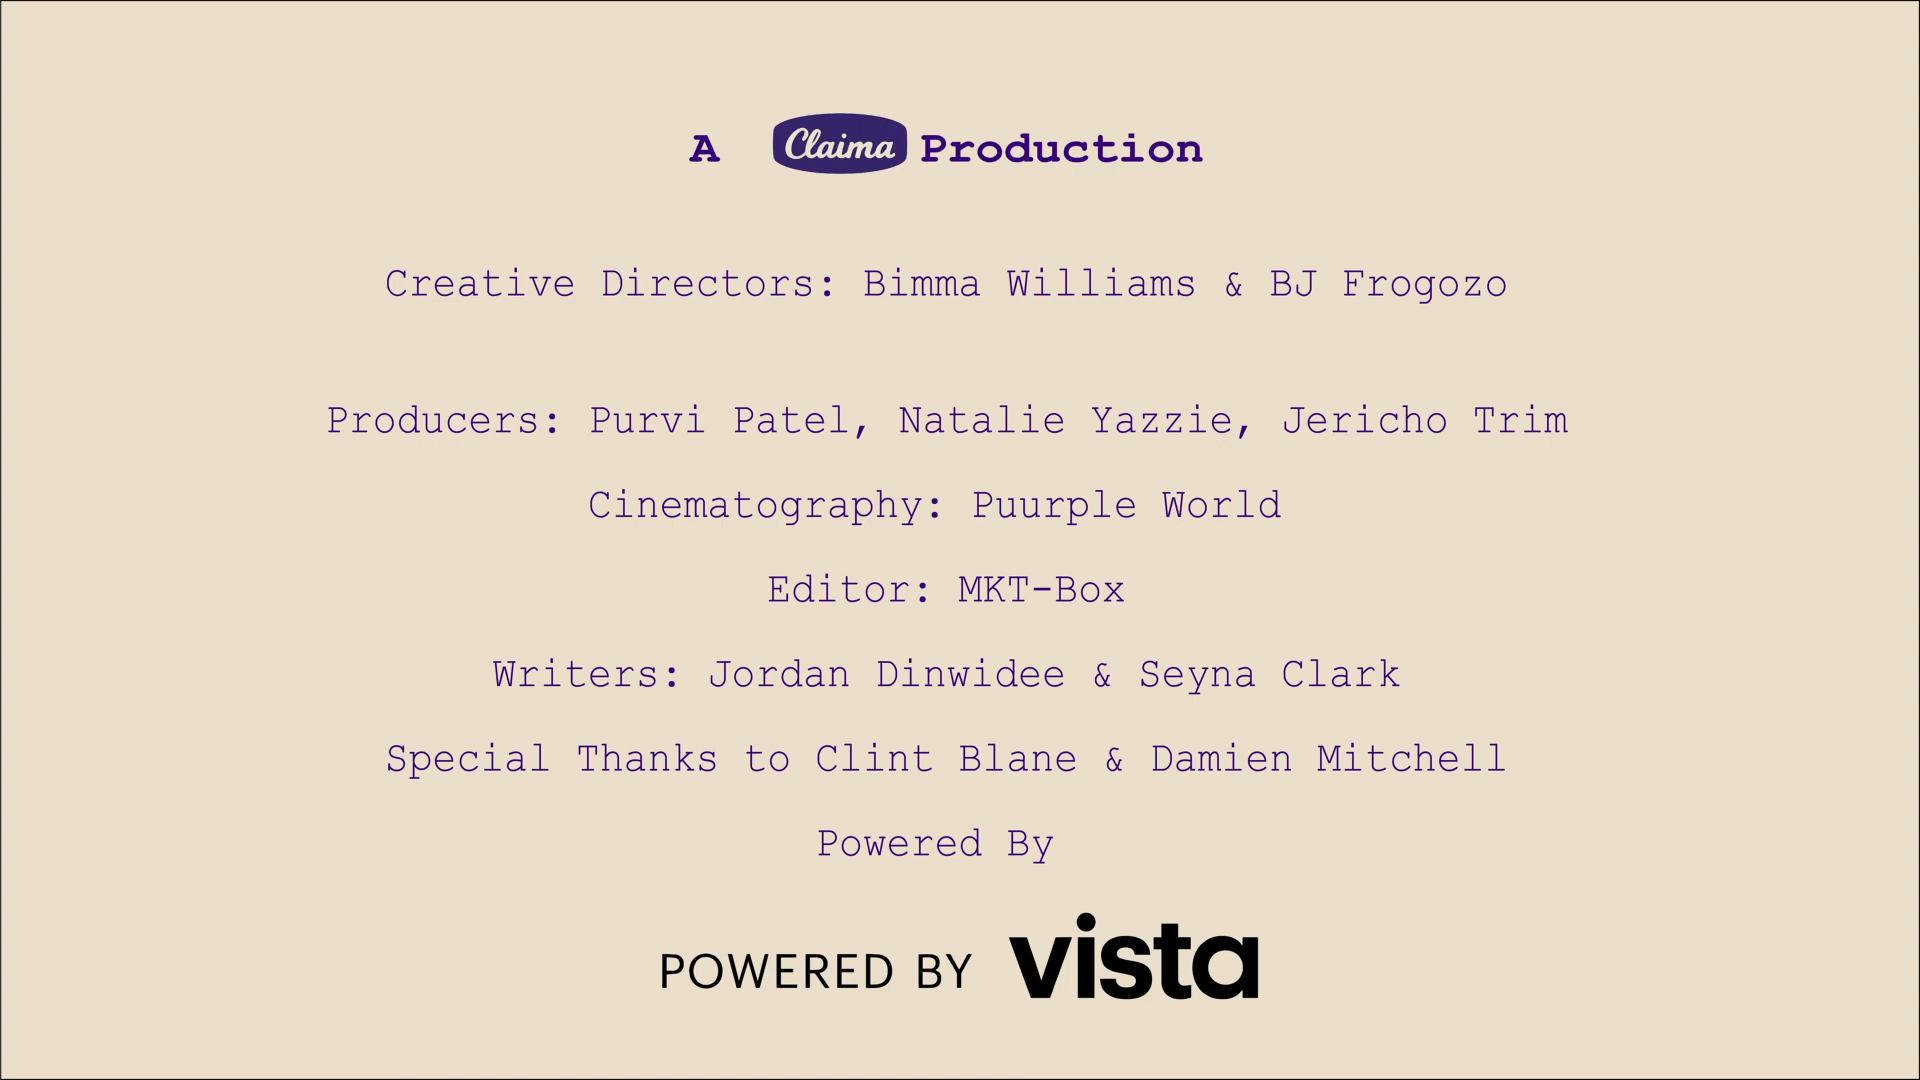 A Claima Production
Creative Directors: Bimma Williams & BJ Frogozo
Producers: Purvi Patel, Natalie Yazzie, Jericho Trim
Cinematography: Puurple World
Editor: MKT-Box
Writers: Jordan Dinwidee & Seyna Clark
Special Thanks to Clint Blane & Damien Mitchell
Powered By
POWERED BY vista